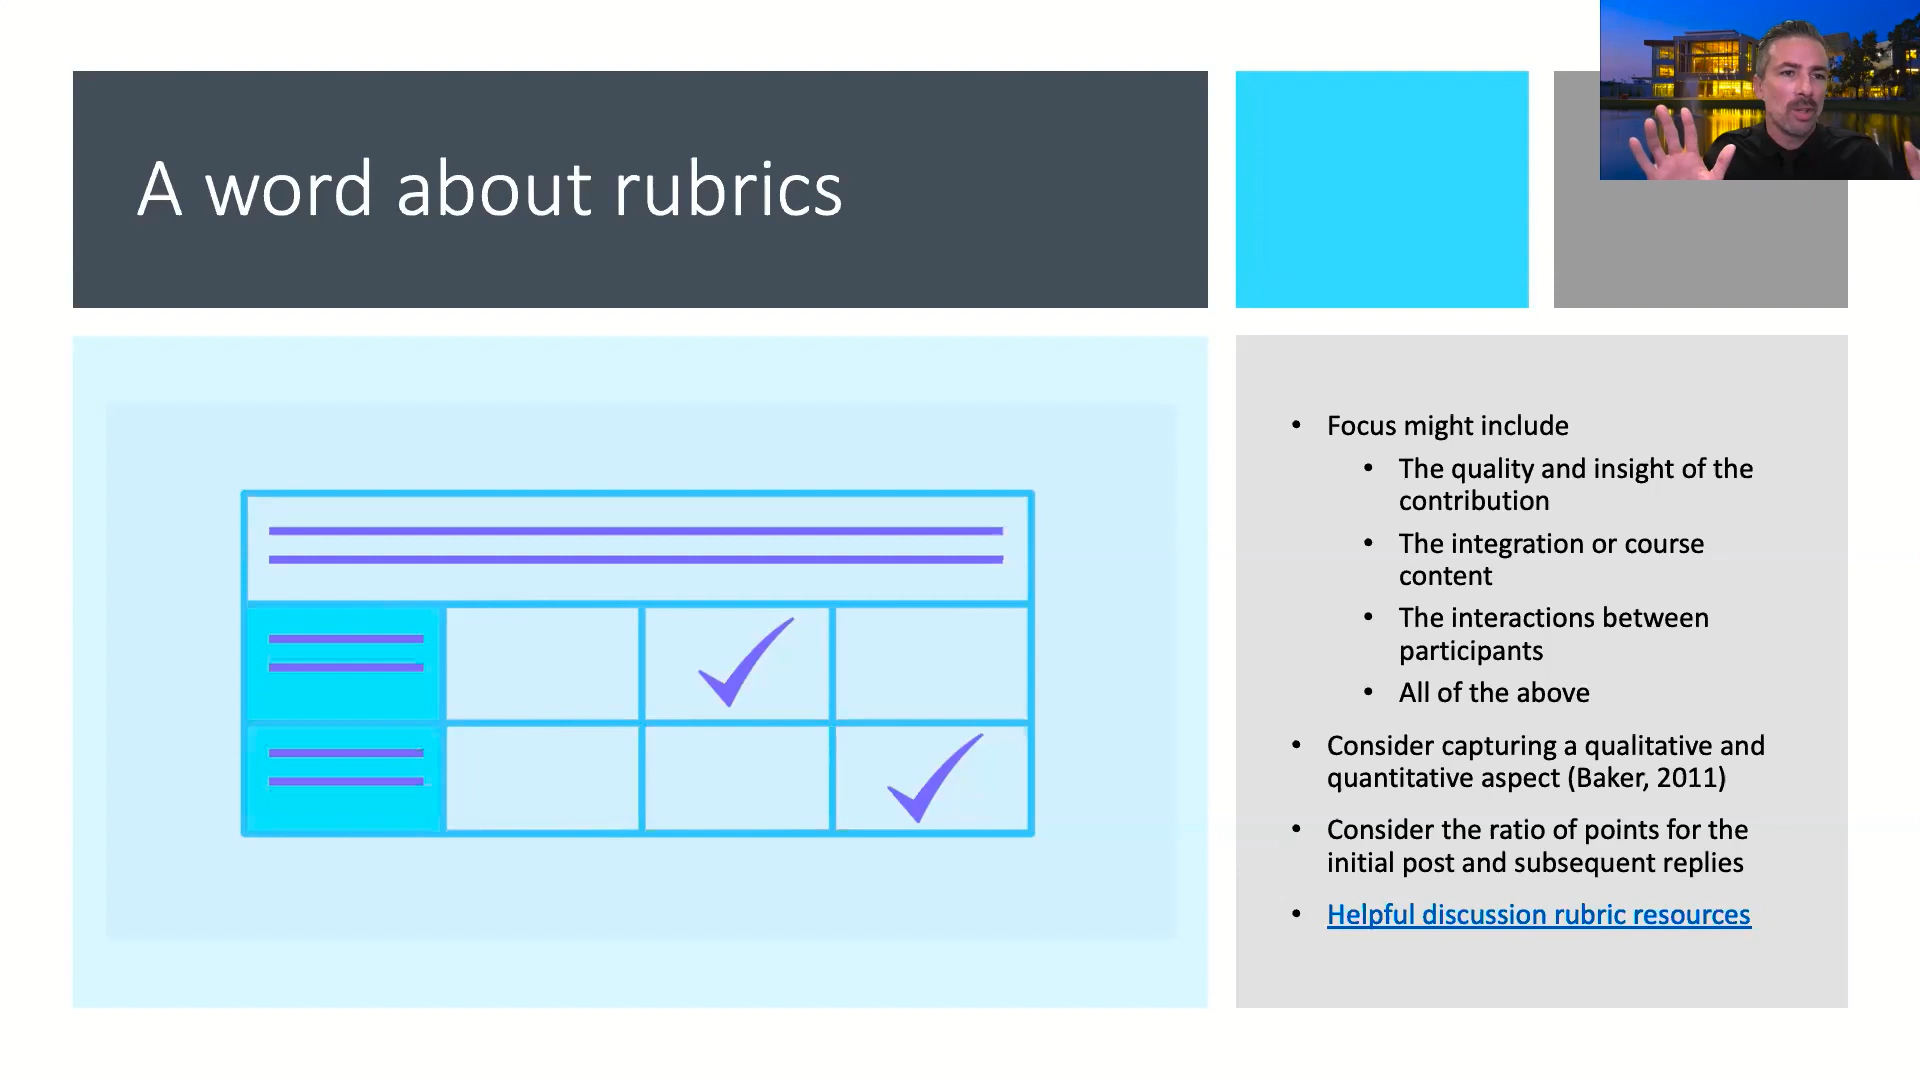 A word about rubrics
• Focus might include
• The quality and insight of the
contribution
• The integration or course
content
• The interactions between
participants
• All of the above
• Consider capturing a qualitative and
quantitative aspect (Baker, 2011)
• Consider the ratio of points for the
initial post and subsequent replies
• Helpful discussion rubric resources